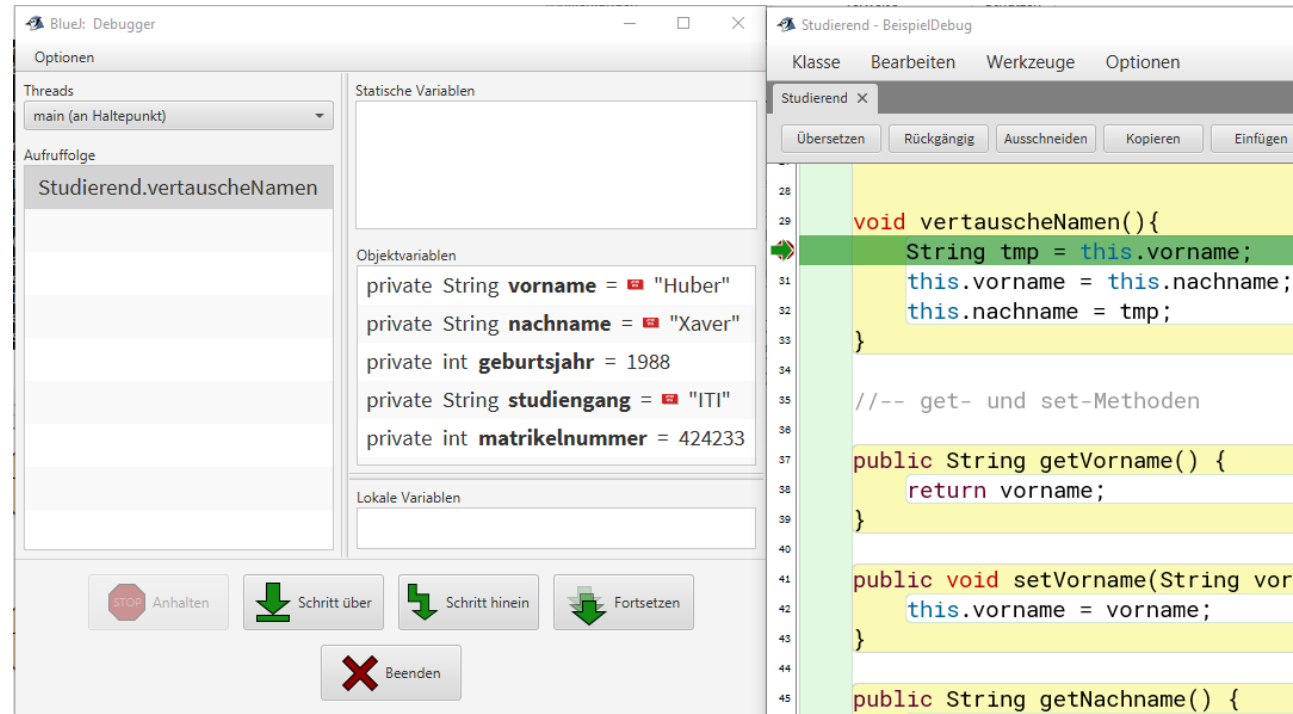 BlueJ: Debugger
Optionen
Threads
main (an Haltepunkt)
Aufruffolge
Studierend.vertauscheNamen
Statische Variablen
Objektvariablen
private String vorname = "Huber"
private String nachname = "Xaver"
private int geburtsjahr = 1988
private String studiengang = "ITI"
private int matrikelnummer = 424233
Lokale Variablen
STOP Anhalten
Schritt über
Schritt hinein
Fortsetzen
Beenden
Studierend - BeispielDebug
Klasse Bearbeiten Werkzeuge Optionen
Studierend
Übersetzen Rückgängig Ausschneiden Kopieren Einfügen
28
29 void vertauscheNamen(){
String tmp = this.vorname;
31 this.vorname = this.nachname;
32 this.nachname = tmp;
33 }
34
35 //-- get- und set-Methoden
36
37 public String getVorname() {
38 return vorname;
39 }
40
41 public void setVorname(String vor
42 this.vorname = vorname;
43 }
44
45 public String getNachname() {